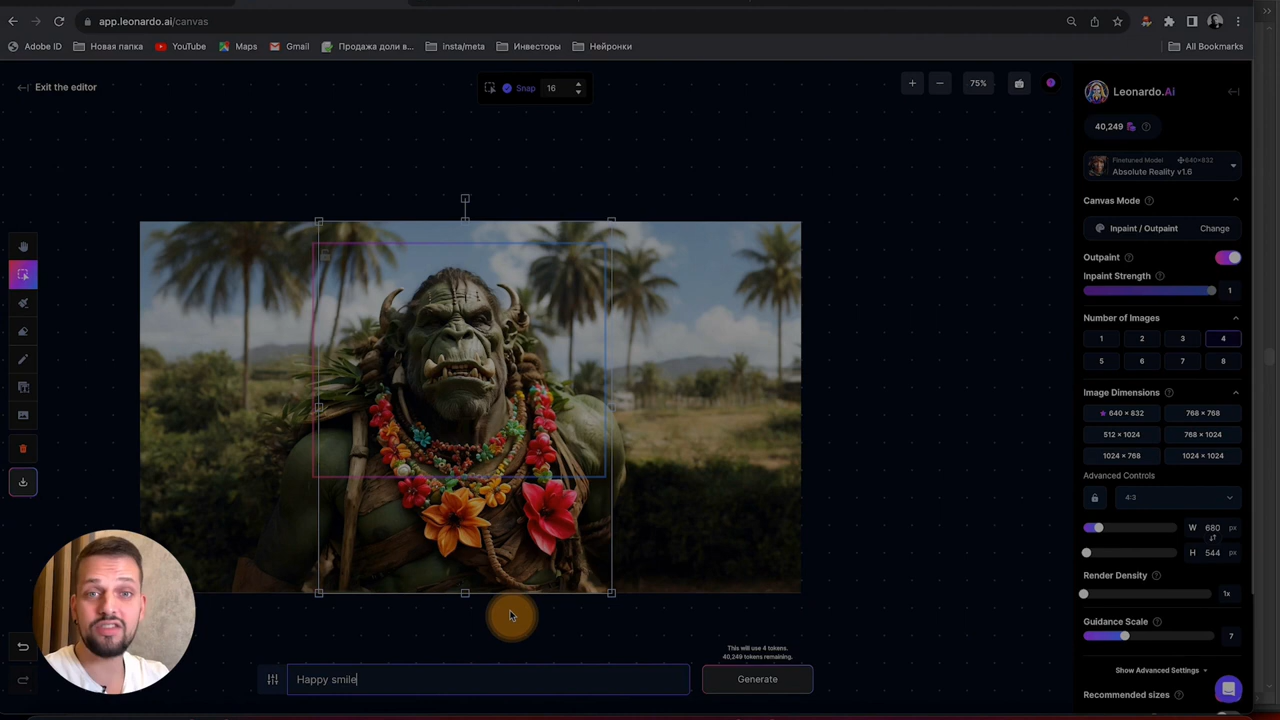 app.leonardo.ai/canvas
Adobe ID
Новая папка
YouTube
Maps
Gmail
Продажа доли в...
insta/meta
Инвесторы
Нейронки
All Bookmarks
Exit the editor
Snap 16
75%
Leonardo.Ai
40,249
Finetuned Model 640×832
Absolute Reality v1.6
Canvas Mode
Inpaint / Outpaint Change
Outpaint
Inpaint Strength
1
Number of Images
1 2 3 4
5 6 7 8
Image Dimensions
640 × 832 768 × 768
512 × 1024 768 × 1024
1024 × 768 1024 × 1024
Advanced Controls
4:3
W 680 px
H 544 px
Render Density
1x
Guidance Scale
7
Show Advanced Settings
Recommended sizes
This will use 4 tokens.
40,249 tokens remaining.
Happy smile
Generate